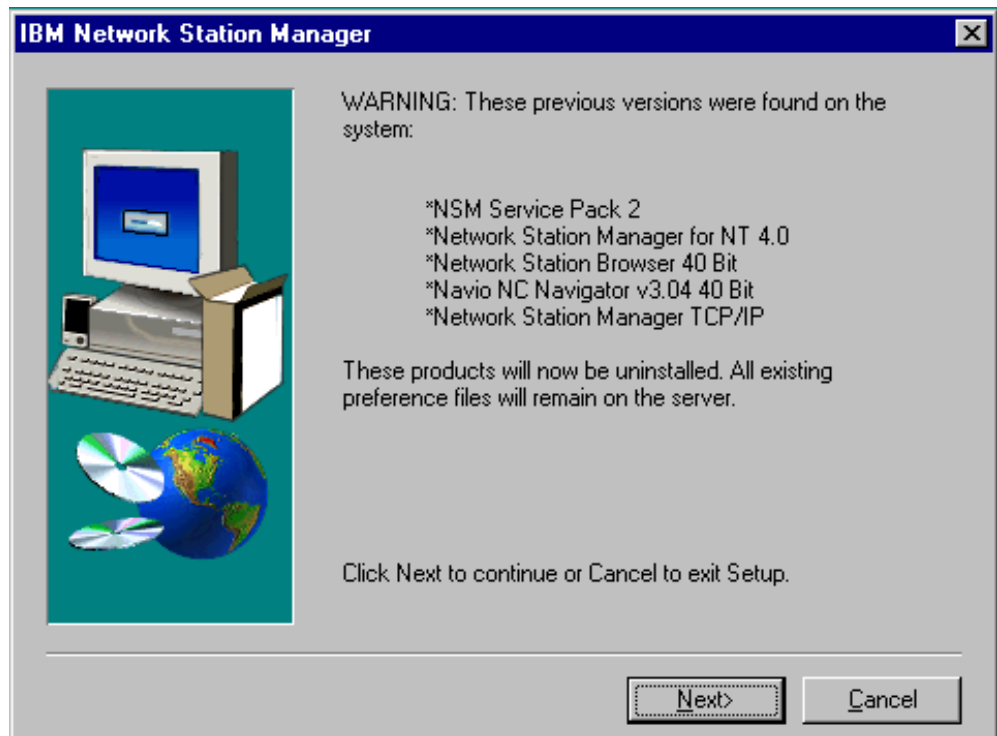 IBM Network Station Manager
WARNING: These previous versions were found on the
system:
*NSM Service Pack 2
*Network Station Manager for NT 4.0
*Network Station Browser 40 Bit
*Navio NC Navigator v3.04 40 Bit
*Network Station Manager TCP/IP
These products will now be uninstalled. All existing
preference files will remain on the server.
Click Next to continue or Cancel to exit Setup.
Next>
Cancel